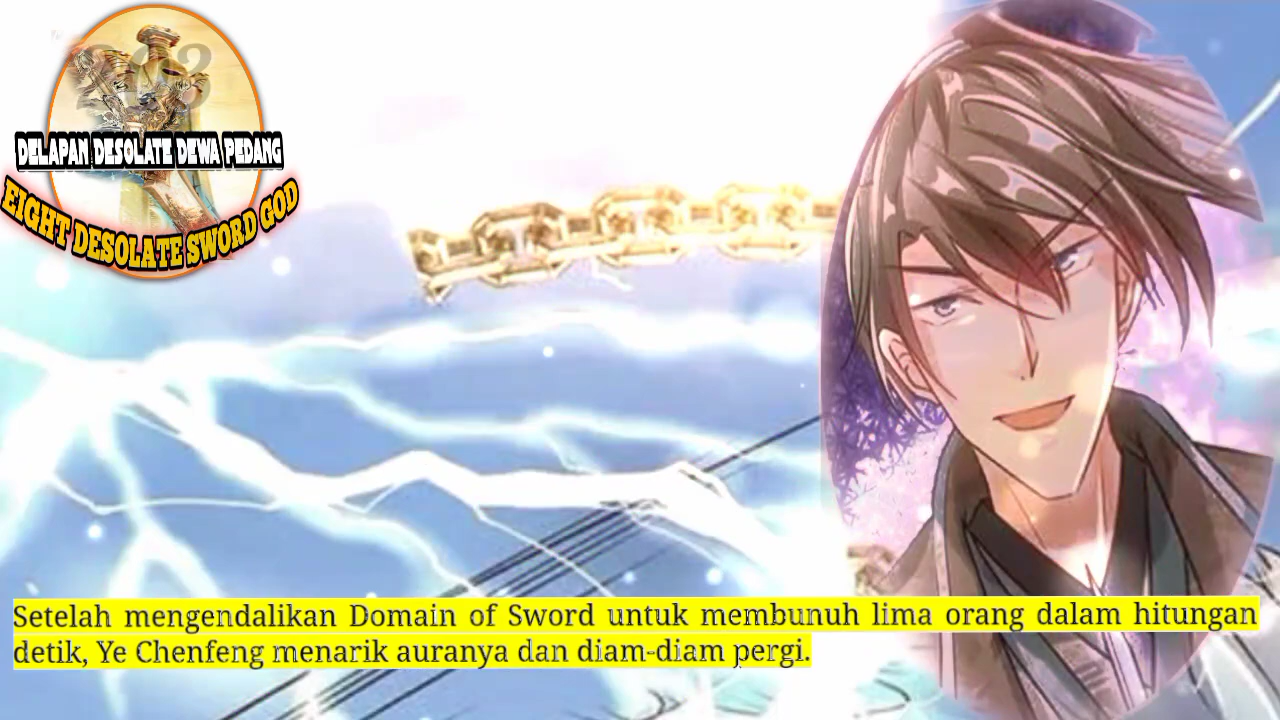 DELAPAN DESOLATE DEWA PEDANG
EIGHT DESOLATE SWORD GOD
Setelah mengendalikan Domain of Sword untuk membunuh lima orang dalam hitungan
detik, Ye Chenfeng menarik auranya dan diam-diam pergi.